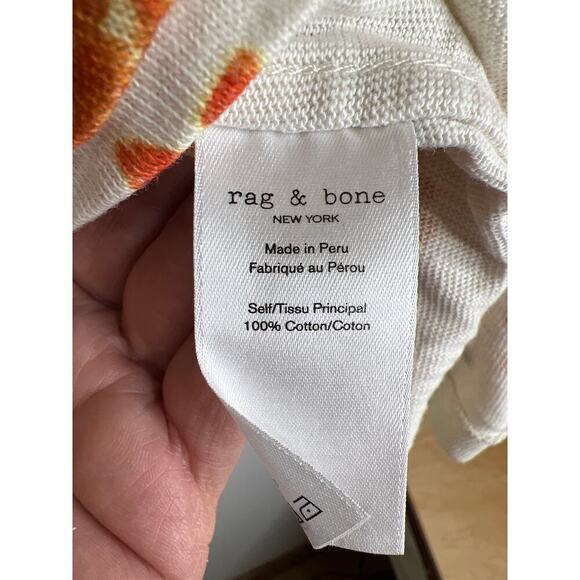 rag & bone
NEW YORK
Made in Peru
Fabriqué au Pérou
Self/Tissu Principal
100% Cotton/Coton